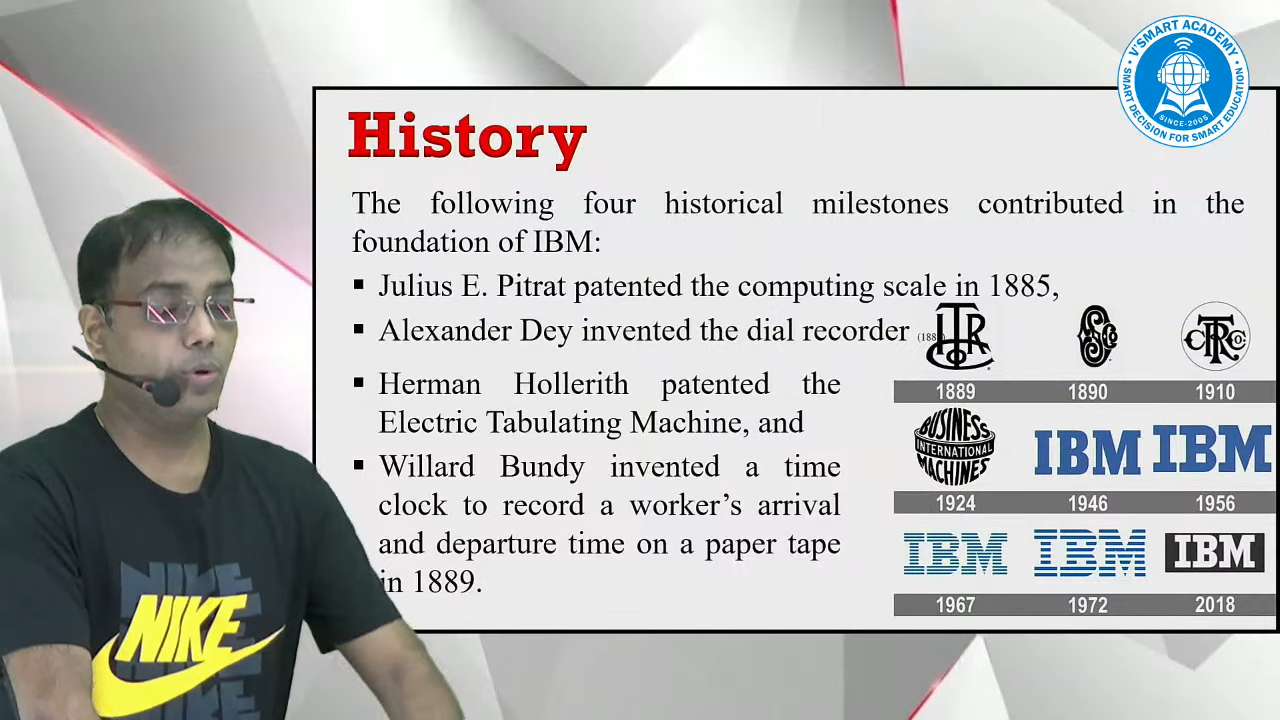 V'SMART ACADEMY
SMART DECISION FOR SMART EDUCATION
SINCE-2005
History
The following four historical milestones contributed in the
foundation of IBM:
▪ Julius E. Pitrat patented the computing scale in 1885,
▪ Alexander Dey invented the dial recorder
▪ Herman Hollerith patented the
Electric Tabulating Machine, and
▪ Willard Bundy invented a time
clock to record a worker's arrival
and departure time on a paper tape
in 1889.
1889 1890 1910
BUSINESS
INTERNATIONAL
MACHINES
IBM IBM
1924 1946 1956
IBM IBM IBM
1967 1972 2018
NIKE
NIKE